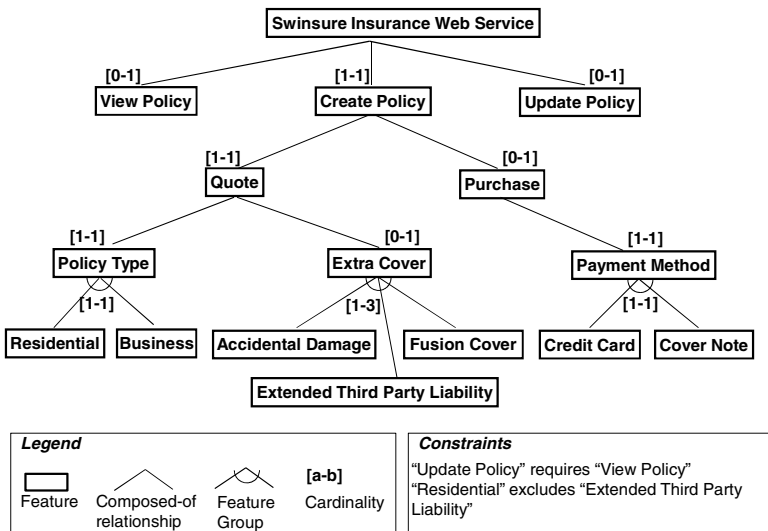 Swinsure Insurance Web Service
[0-1]
[1-1]
[0-1]
View Policy
Create Policy
Update Policy
[1-1]
[0-1]
Quote
Purchase
[1-1]
[0-1]
[1-1]
Policy Type
Extra Cover
Payment Method
[1-1]
[1-3]
[1-1]
Residential
Business
Accidental Damage
Fusion Cover
Credit Card
Cover Note
Extended Third Party Liability
Legend
Feature
Composed-of
relationship
Feature
Group
[a-b]
Cardinality
Constraints
“Update Policy” requires “View Policy”
“Residential” excludes “Extended Third Party
Liability”